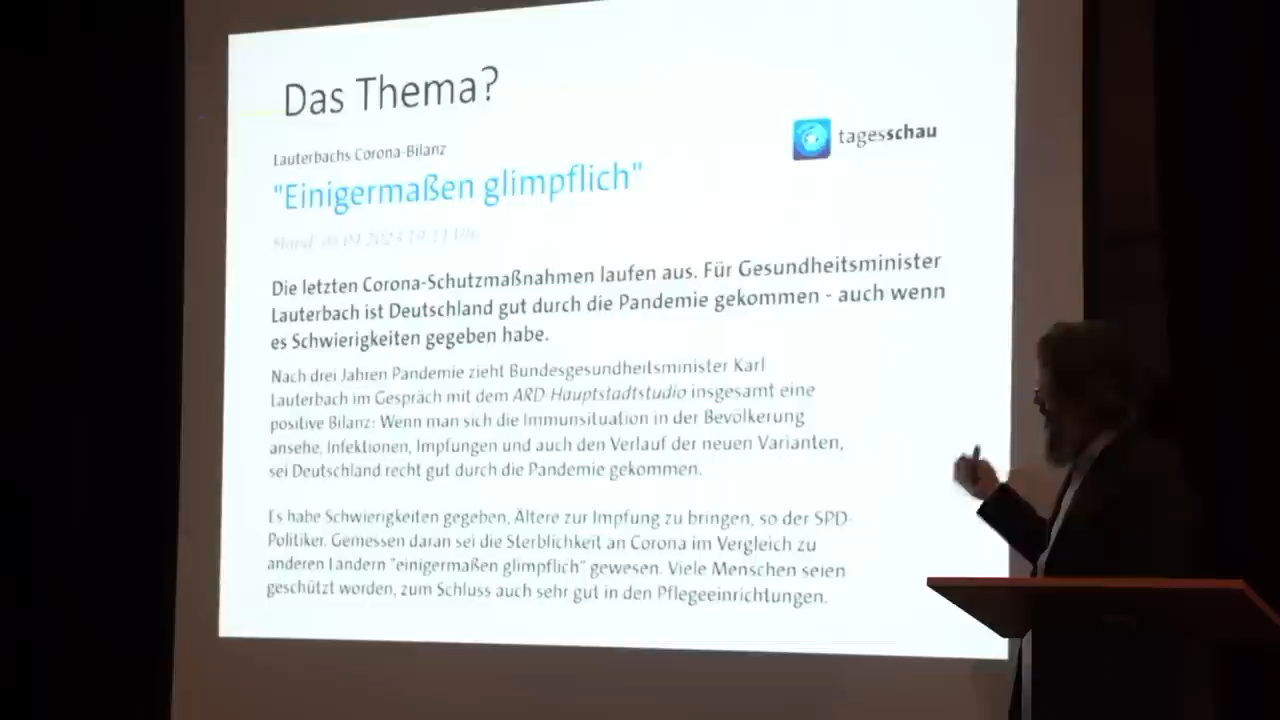 Das Thema?
tagesschau
Lauterbachs Corona-Bilanz
"Einigermaßen glimpflich"
Stand: 2023 19:11 Uhr
Die letzten Corona-Schutzmaßnahmen laufen aus. Für Gesundheitsminister
Lauterbach ist Deutschland gut durch die Pandemie gekommen - auch wenn
es Schwierigkeiten gegeben habe.
Nach drei Jahren Pandemie zieht Bundesgesundheitsminister Karl
Lauterbach im Gespräch mit dem ARD-Hauptstadtstudio insgesamt eine
positive Bilanz: Wenn man sich die Immunsituation in der Bevölkerung
ansehe, Infektionen, Impfungen und auch den Verlauf der neuen Varianten,
sei Deutschland recht gut durch die Pandemie gekommen.
Es habe Schwierigkeiten gegeben, Ältere zur Impfung zu bringen, so der SPD-
Politiker. Gemessen daran sei die Sterblichkeit an Corona im Vergleich zu
anderen Ländern "einigermaßen glimpflich" gewesen. Viele Menschen seien
geschützt worden, zum Schluss auch sehr gut in den Pflegeeinrichtungen.